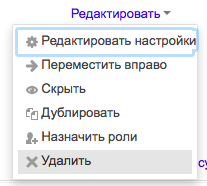 Редактировать
Редактировать настройки
Переместить вправо
Скрыть
Дублировать
Назначить роли
Удалить